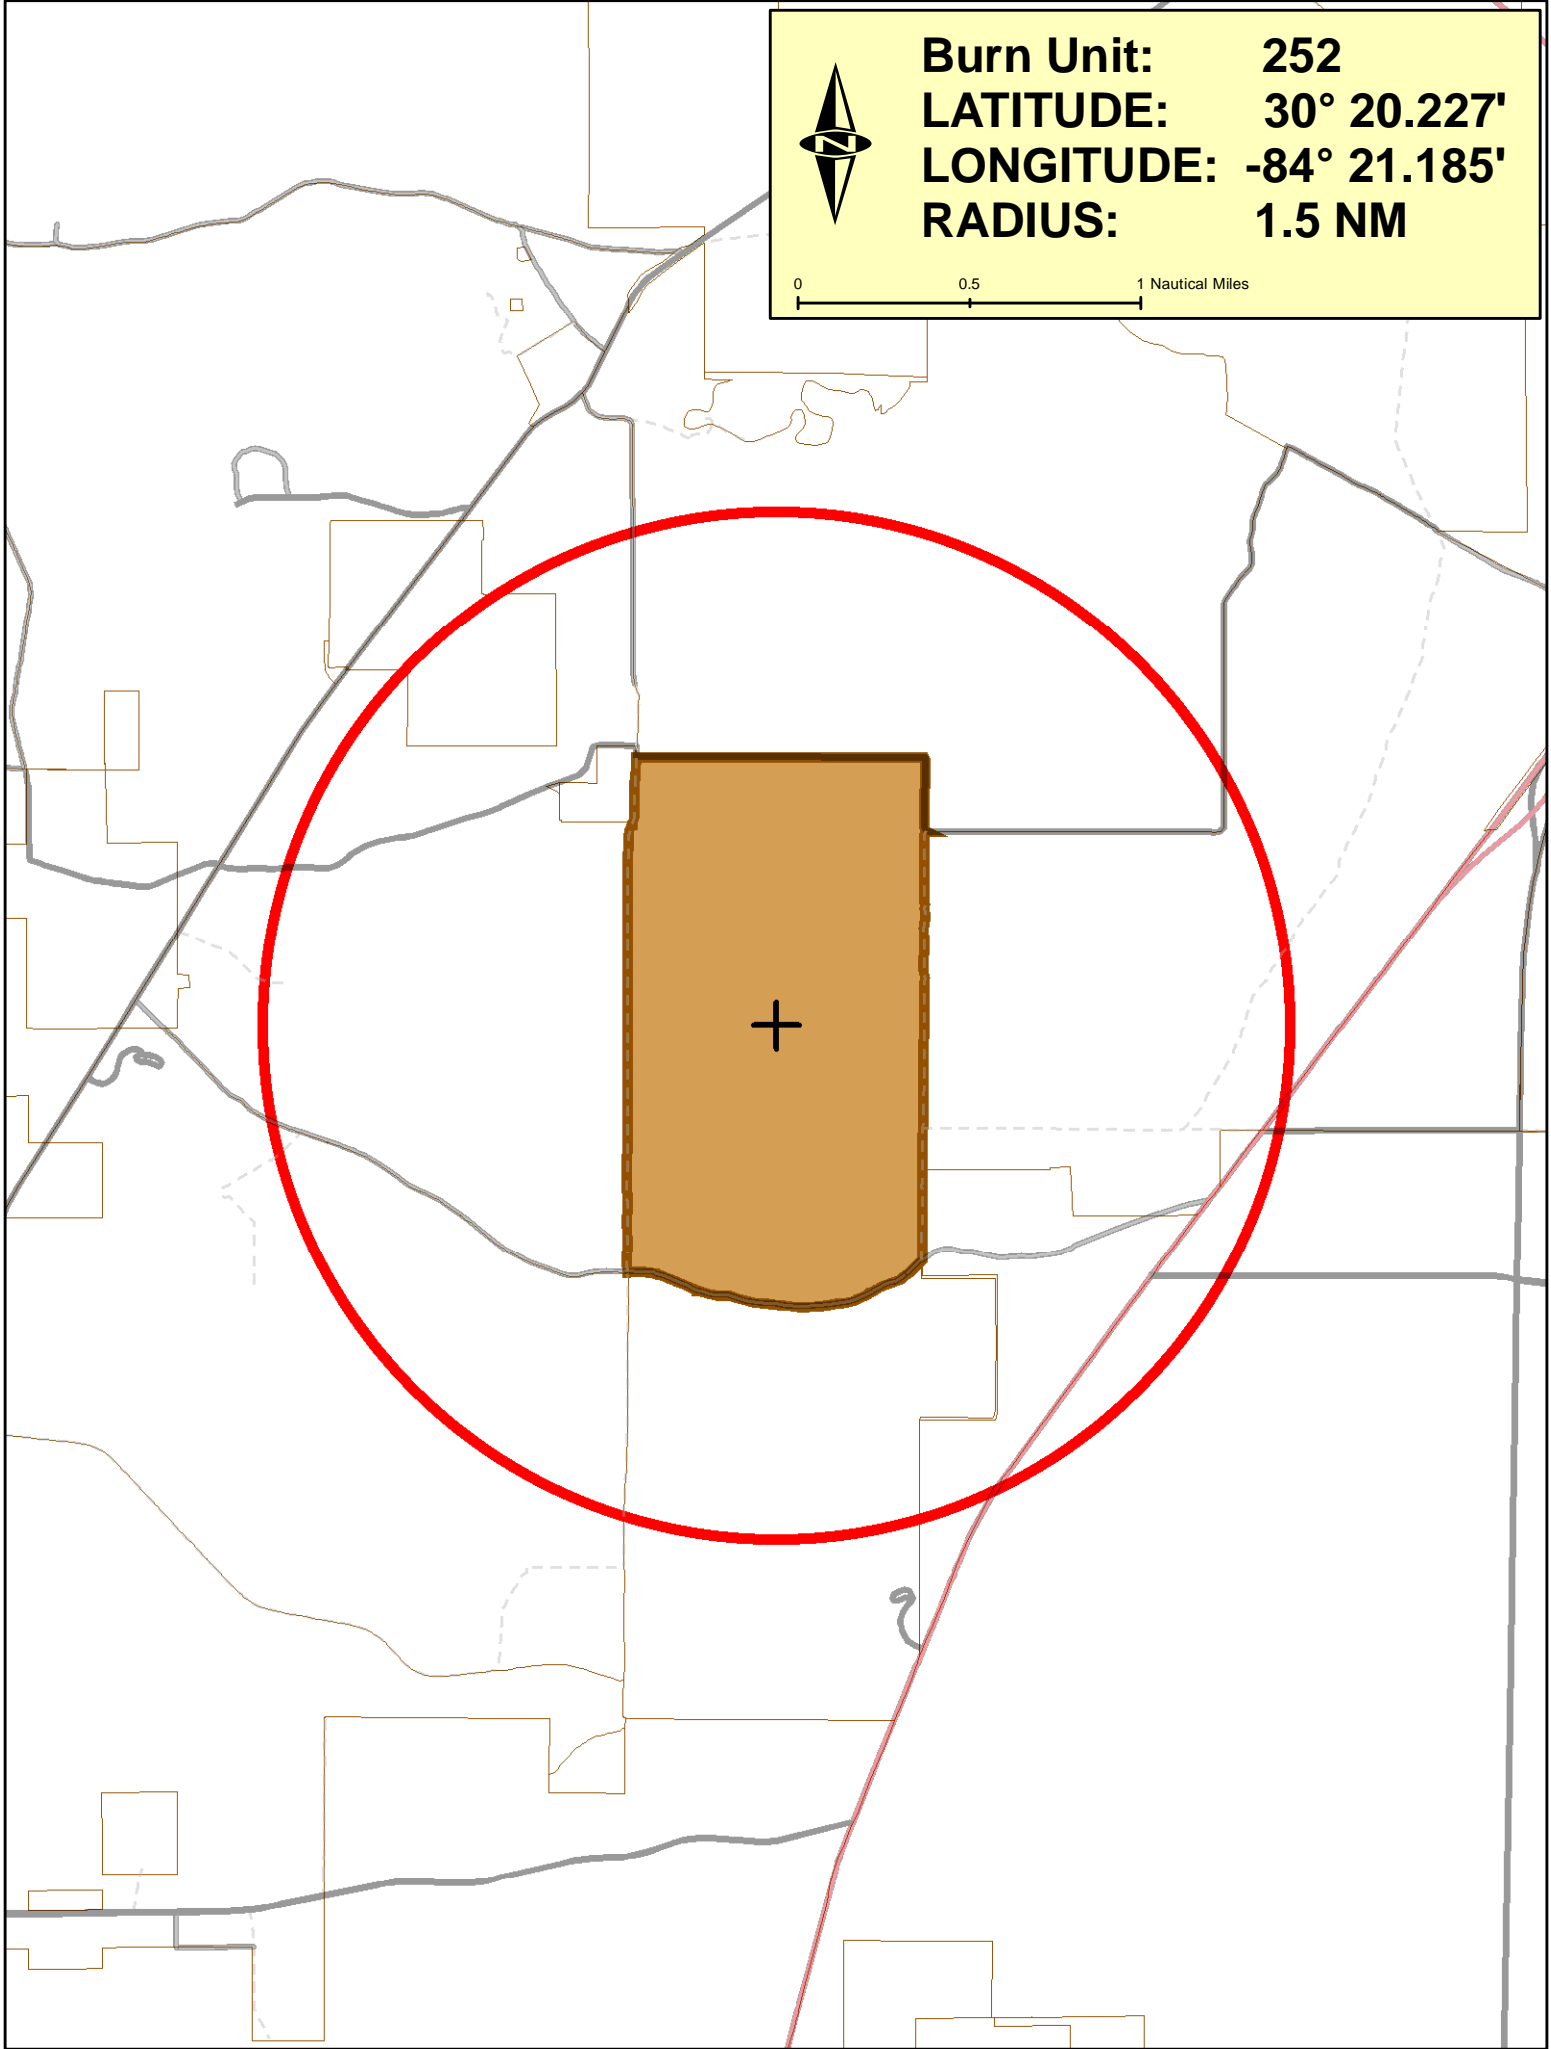 Burn Unit: 252
LATITUDE: 30° 20.227'
LONGITUDE: -84° 21.185'
RADIUS: 1.5 NM
N
0 0.5 1 Nautical Miles